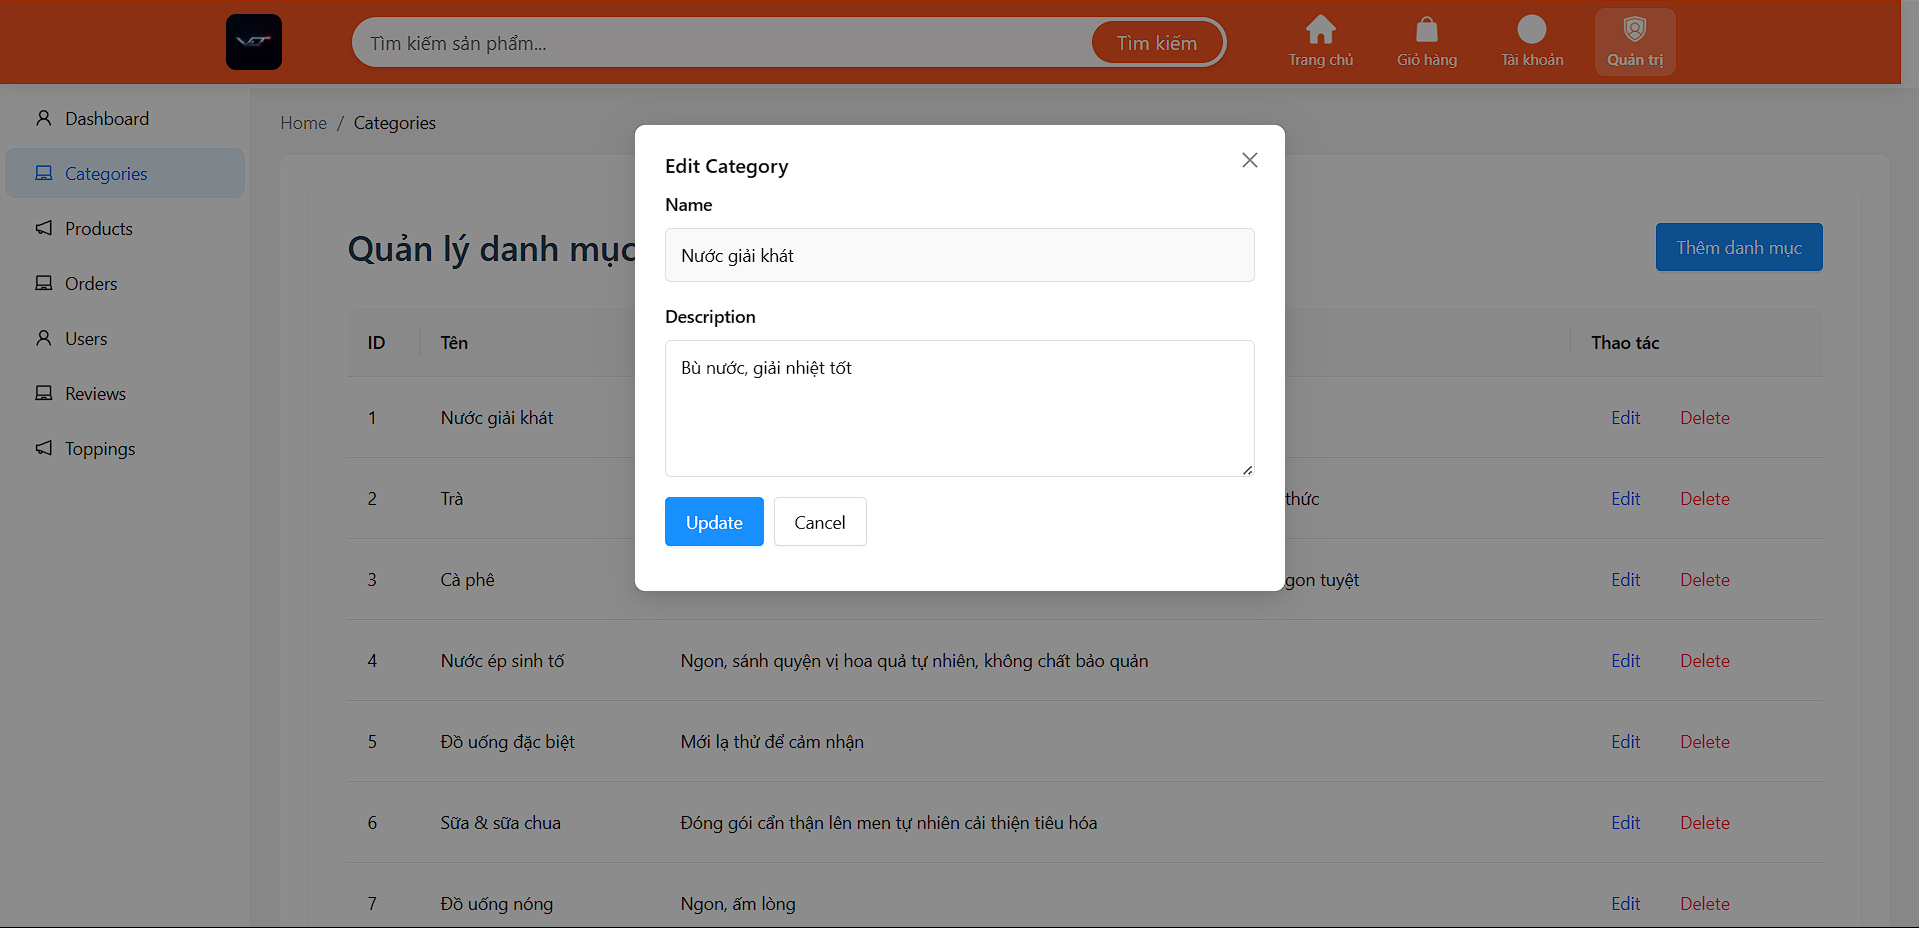 VDT
Tìm kiếm sản phẩm...
Tìm kiếm
Trang chủ
Giỏ hàng
Tài khoản
Quản trị
Dashboard
Categories
Products
Orders
Users
Reviews
Toppings
Home / Categories
Quản lý danh mục
Thêm danh mục
ID Tên Thao tác
1 Nước giải khát Edit Delete
2 Trà thức Edit Delete
3 Cà phê gon tuyệt Edit Delete
4 Nước ép sinh tố Ngon, sánh quyện vị hoa quả tự nhiên, không chất bảo quản Edit Delete
5 Đồ uống đặc biệt Mới lạ thử để cảm nhận Edit Delete
6 Sữa & sữa chua Đóng gói cẩn thận lên men tự nhiên cải thiện tiêu hóa Edit Delete
7 Đồ uống nóng Ngon, ấm lòng Edit Delete
Edit Category
Name
Nước giải khát
Description
Bù nước, giải nhiệt tốt
Update
Cancel